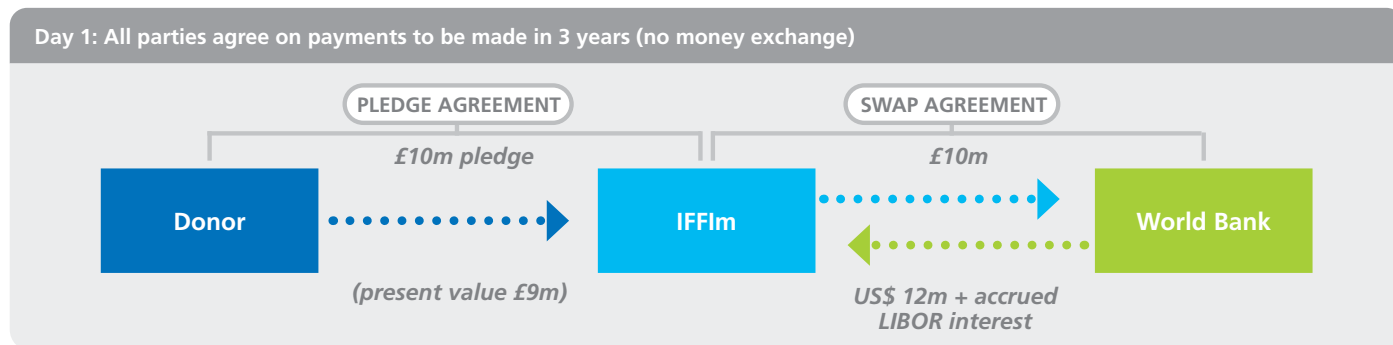 Day 1: All parties agree on payments to be made in 3 years (no money exchange)
PLEDGE AGREEMENT
SWAP AGREEMENT
£10m pledge
£10m
Donor
IFFIm
World Bank
(present value £9m)
US$ 12m + accrued
LIBOR interest